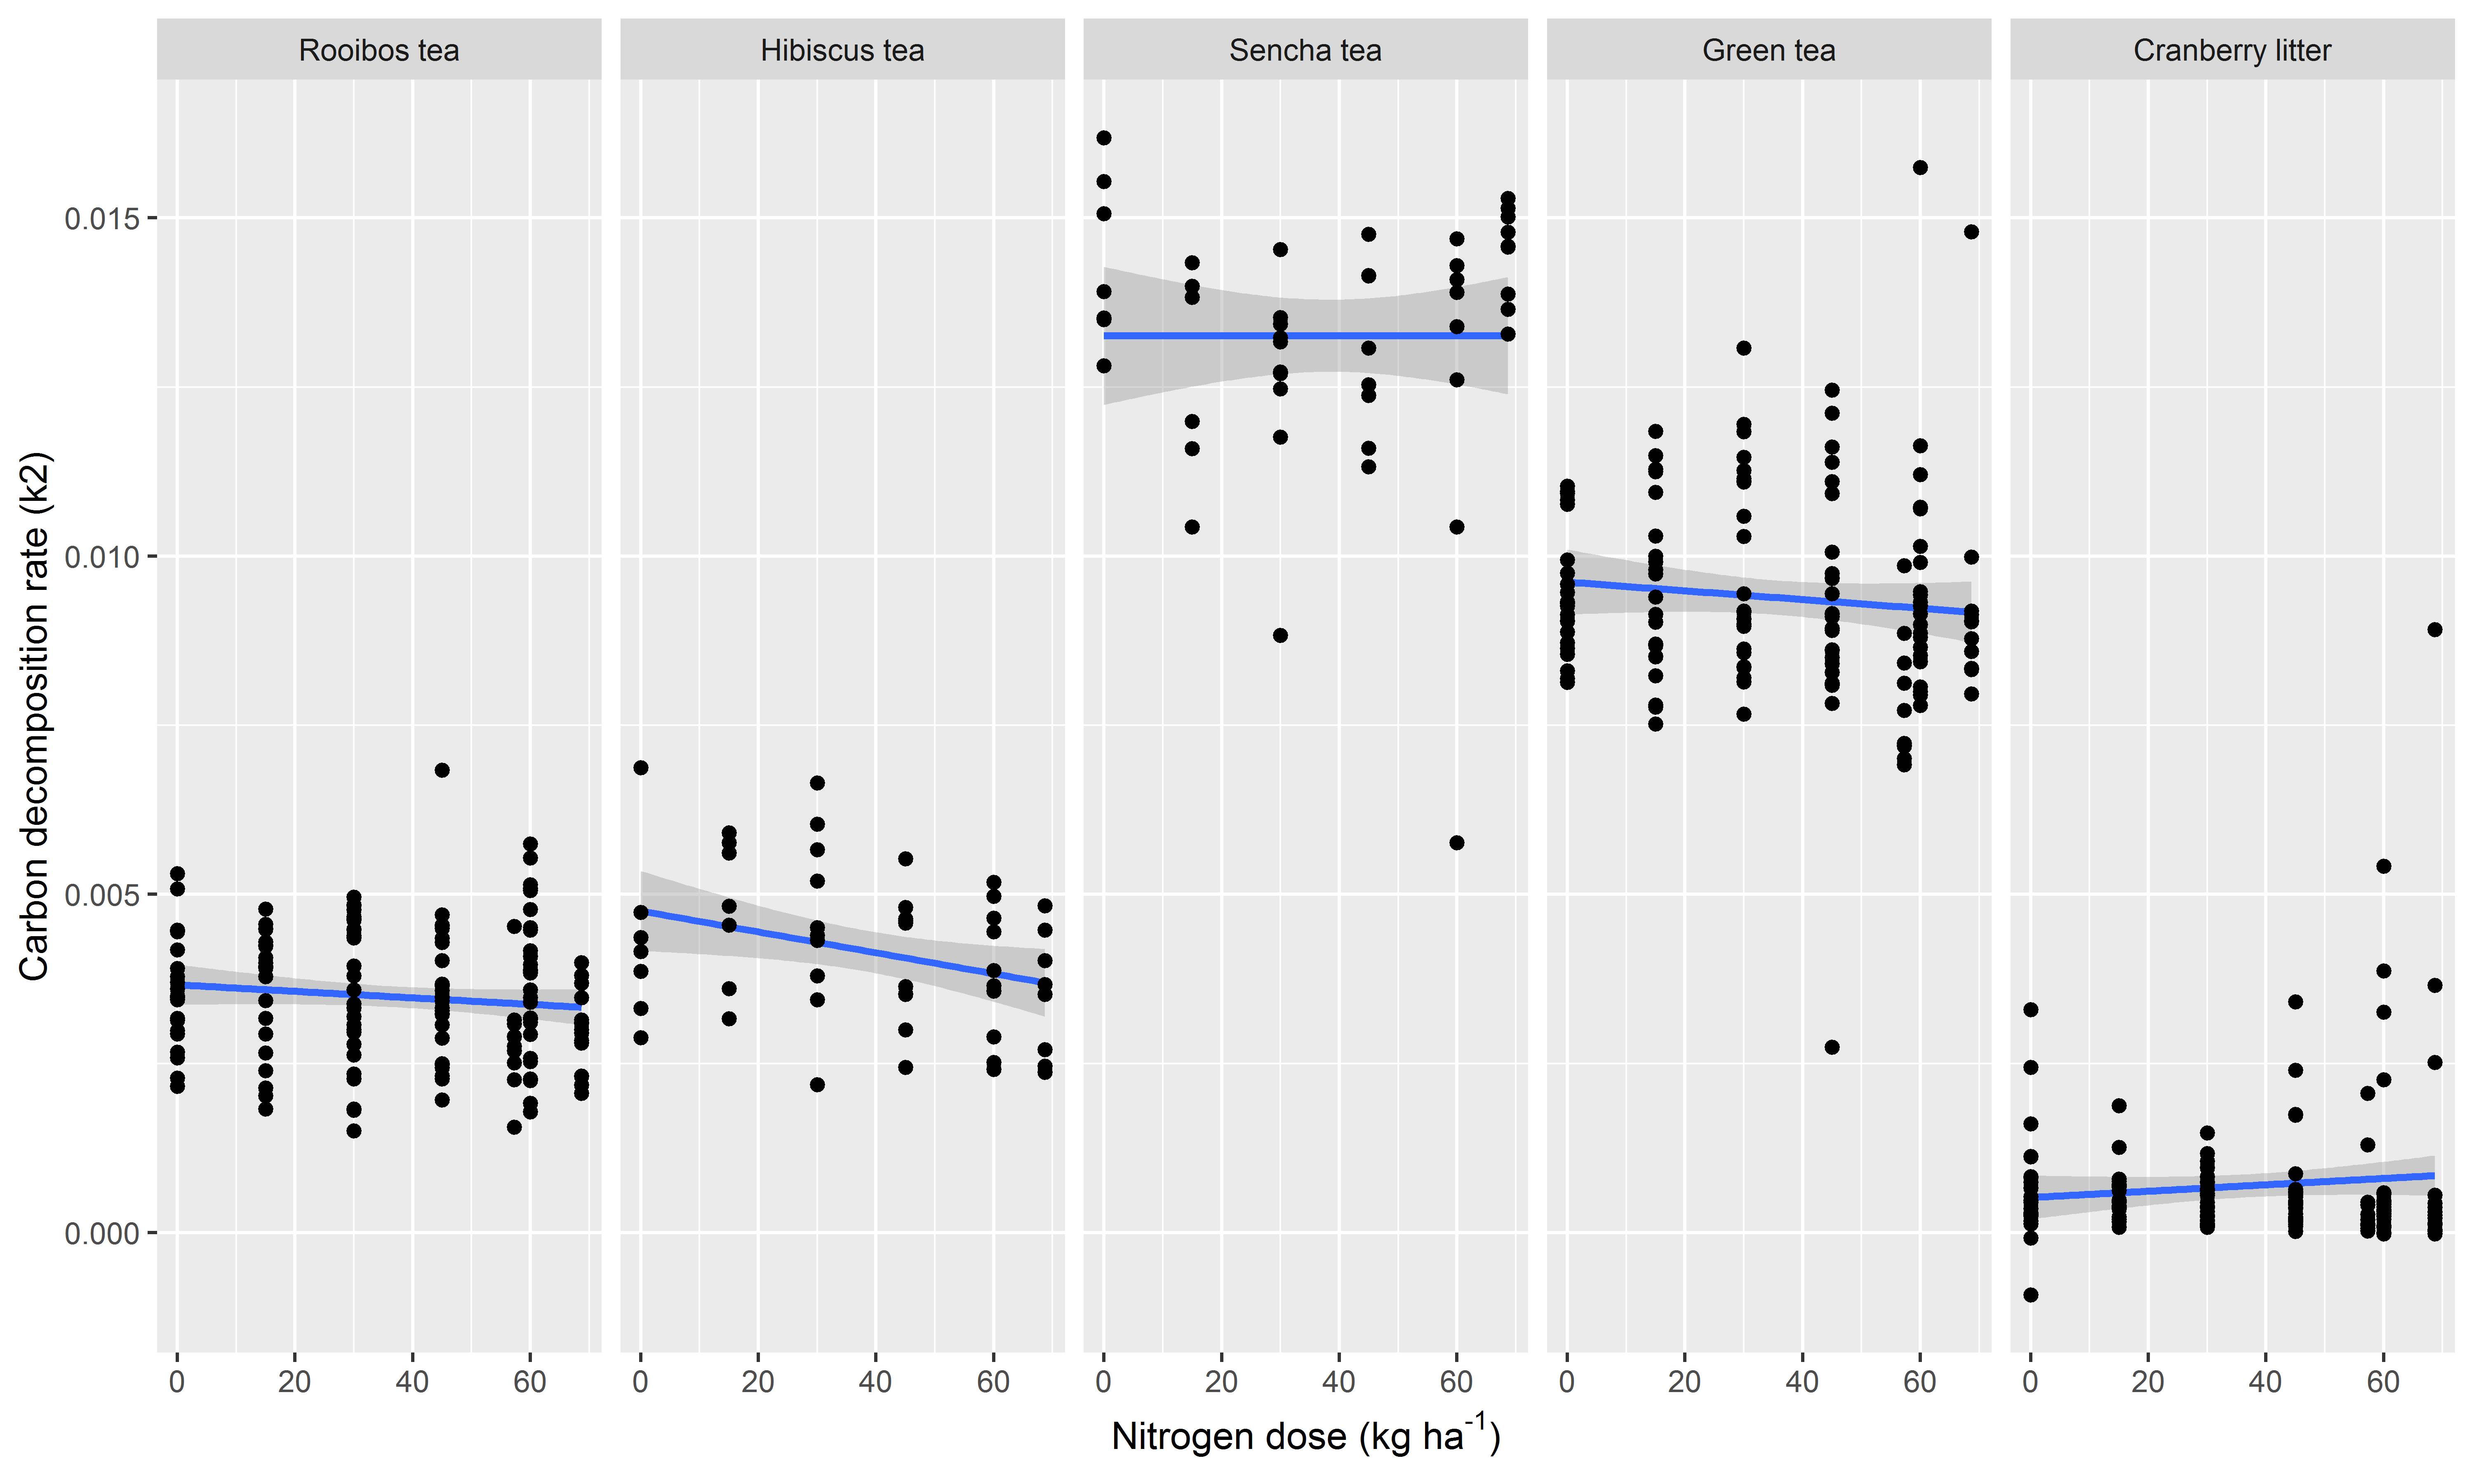 Rooibos tea Hibiscus tea Sencha tea Green tea Cranberry litter
Carbon decomposition rate (k2)
0.015
0.010
0.005
0.000
0 20 40 60 0 20 40 60 0 20 40 60 0 20 40 60 0 20 40 60
Nitrogen dose (kg ha⁻¹)